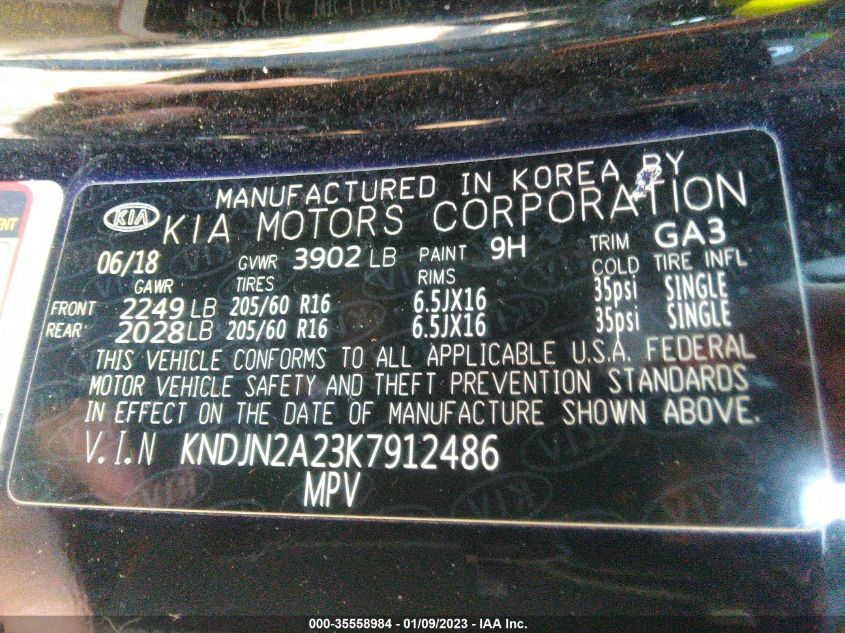 MANUFACTURED IN KOREA BY
KIA KIA MOTORS CORPORATION
06/18 GVWR 3902 LB PAINT 9H TRIM GA3
GAWR TIRES RIMS COLD TIRE INFL
FRONT 2249 LB 205/60 R16 6.5JX16 35psi SINGLE
REAR 2028 LB 205/60 R16 6.5JX16 35psi SINGLE
THIS VEHICLE CONFORMS TO ALL APPLICABLE U.S.A. FEDERAL
MOTOR VEHICLE SAFETY AND THEFT PREVENTION STANDARDS
IN EFFECT ON THE DATE OF MANUFACTURE SHOWN ABOVE.
V.I.N KNDJN2A23K7912486
MPV
000-35558984 - 01/09/2023 - IAA Inc.